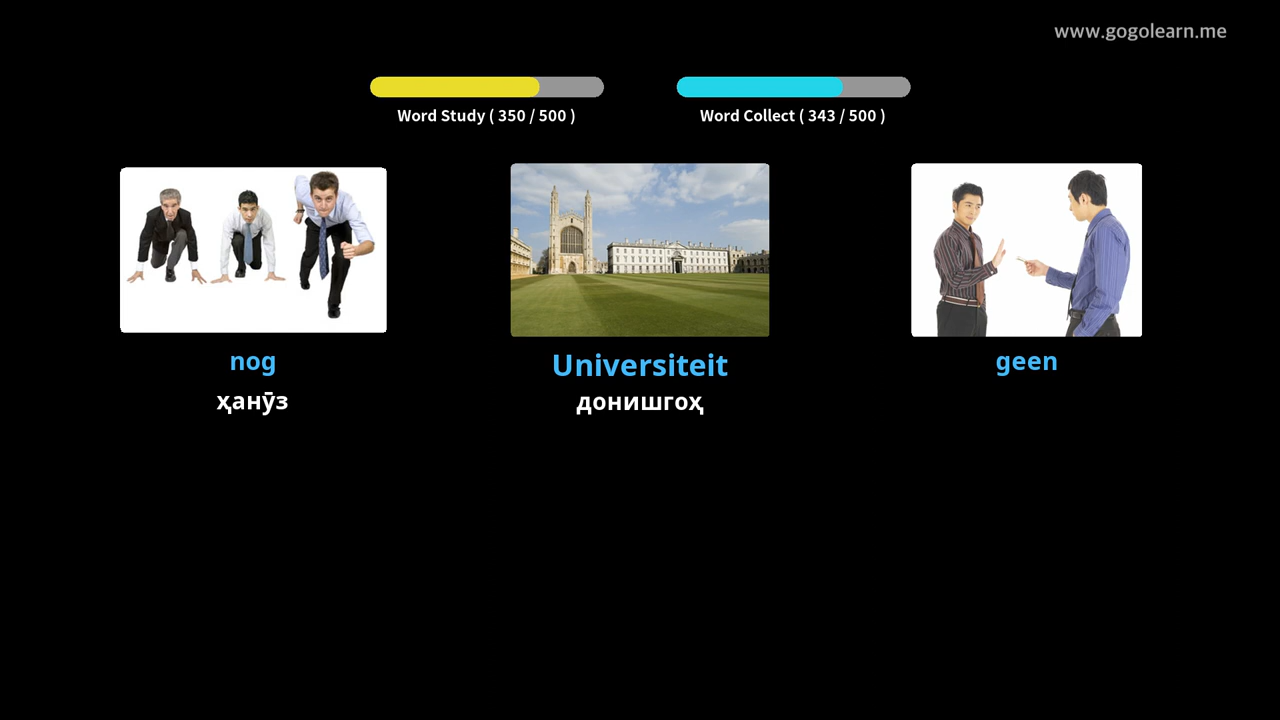 www.gogolearn.me
Word Study ( 350 / 500 )
Word Collect ( 343 / 500 )
nog
Universiteit
geen
ҳанӯз
донишгоҳ